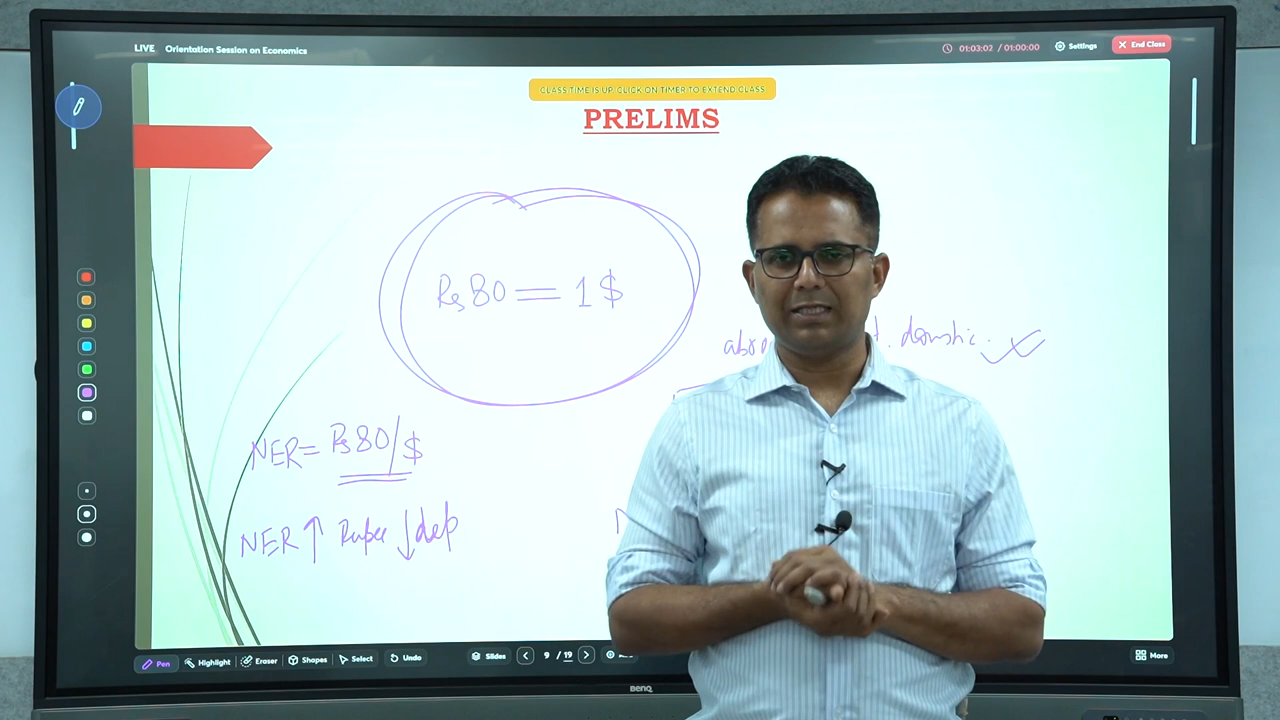 LIVE Orientation Session on Economics
01:03:02 / 01:00:00 Settings End Class
CLASS TIME IS UP. CLICK ON TIMER TO EXTEND CLASS.
PRELIMS
Rs 80 = 1 $
domstic.
NER = Rs 80/$
NER ↑ Rupee ↓ dep
Pen Highlight Eraser Shapes Select Undo Slides 9 / 19 More
BenQ